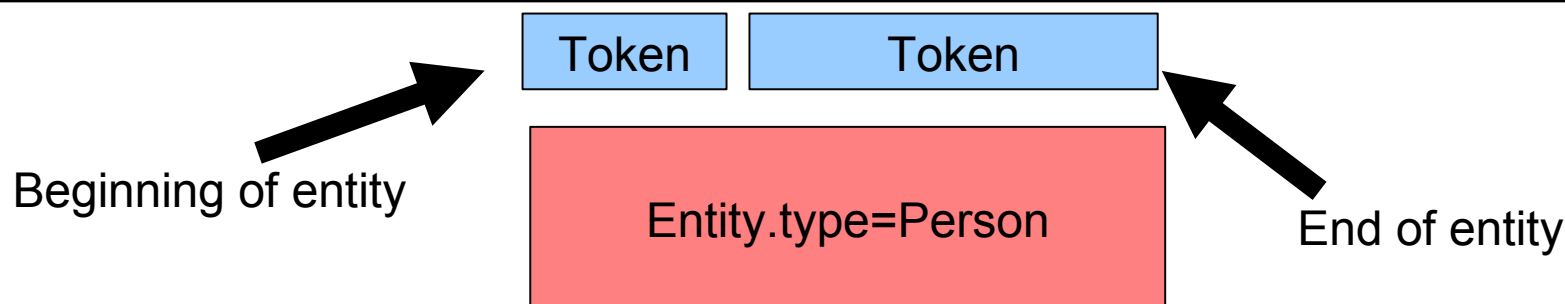 Token Token
Beginning of entity
Entity.type=Person
End of entity